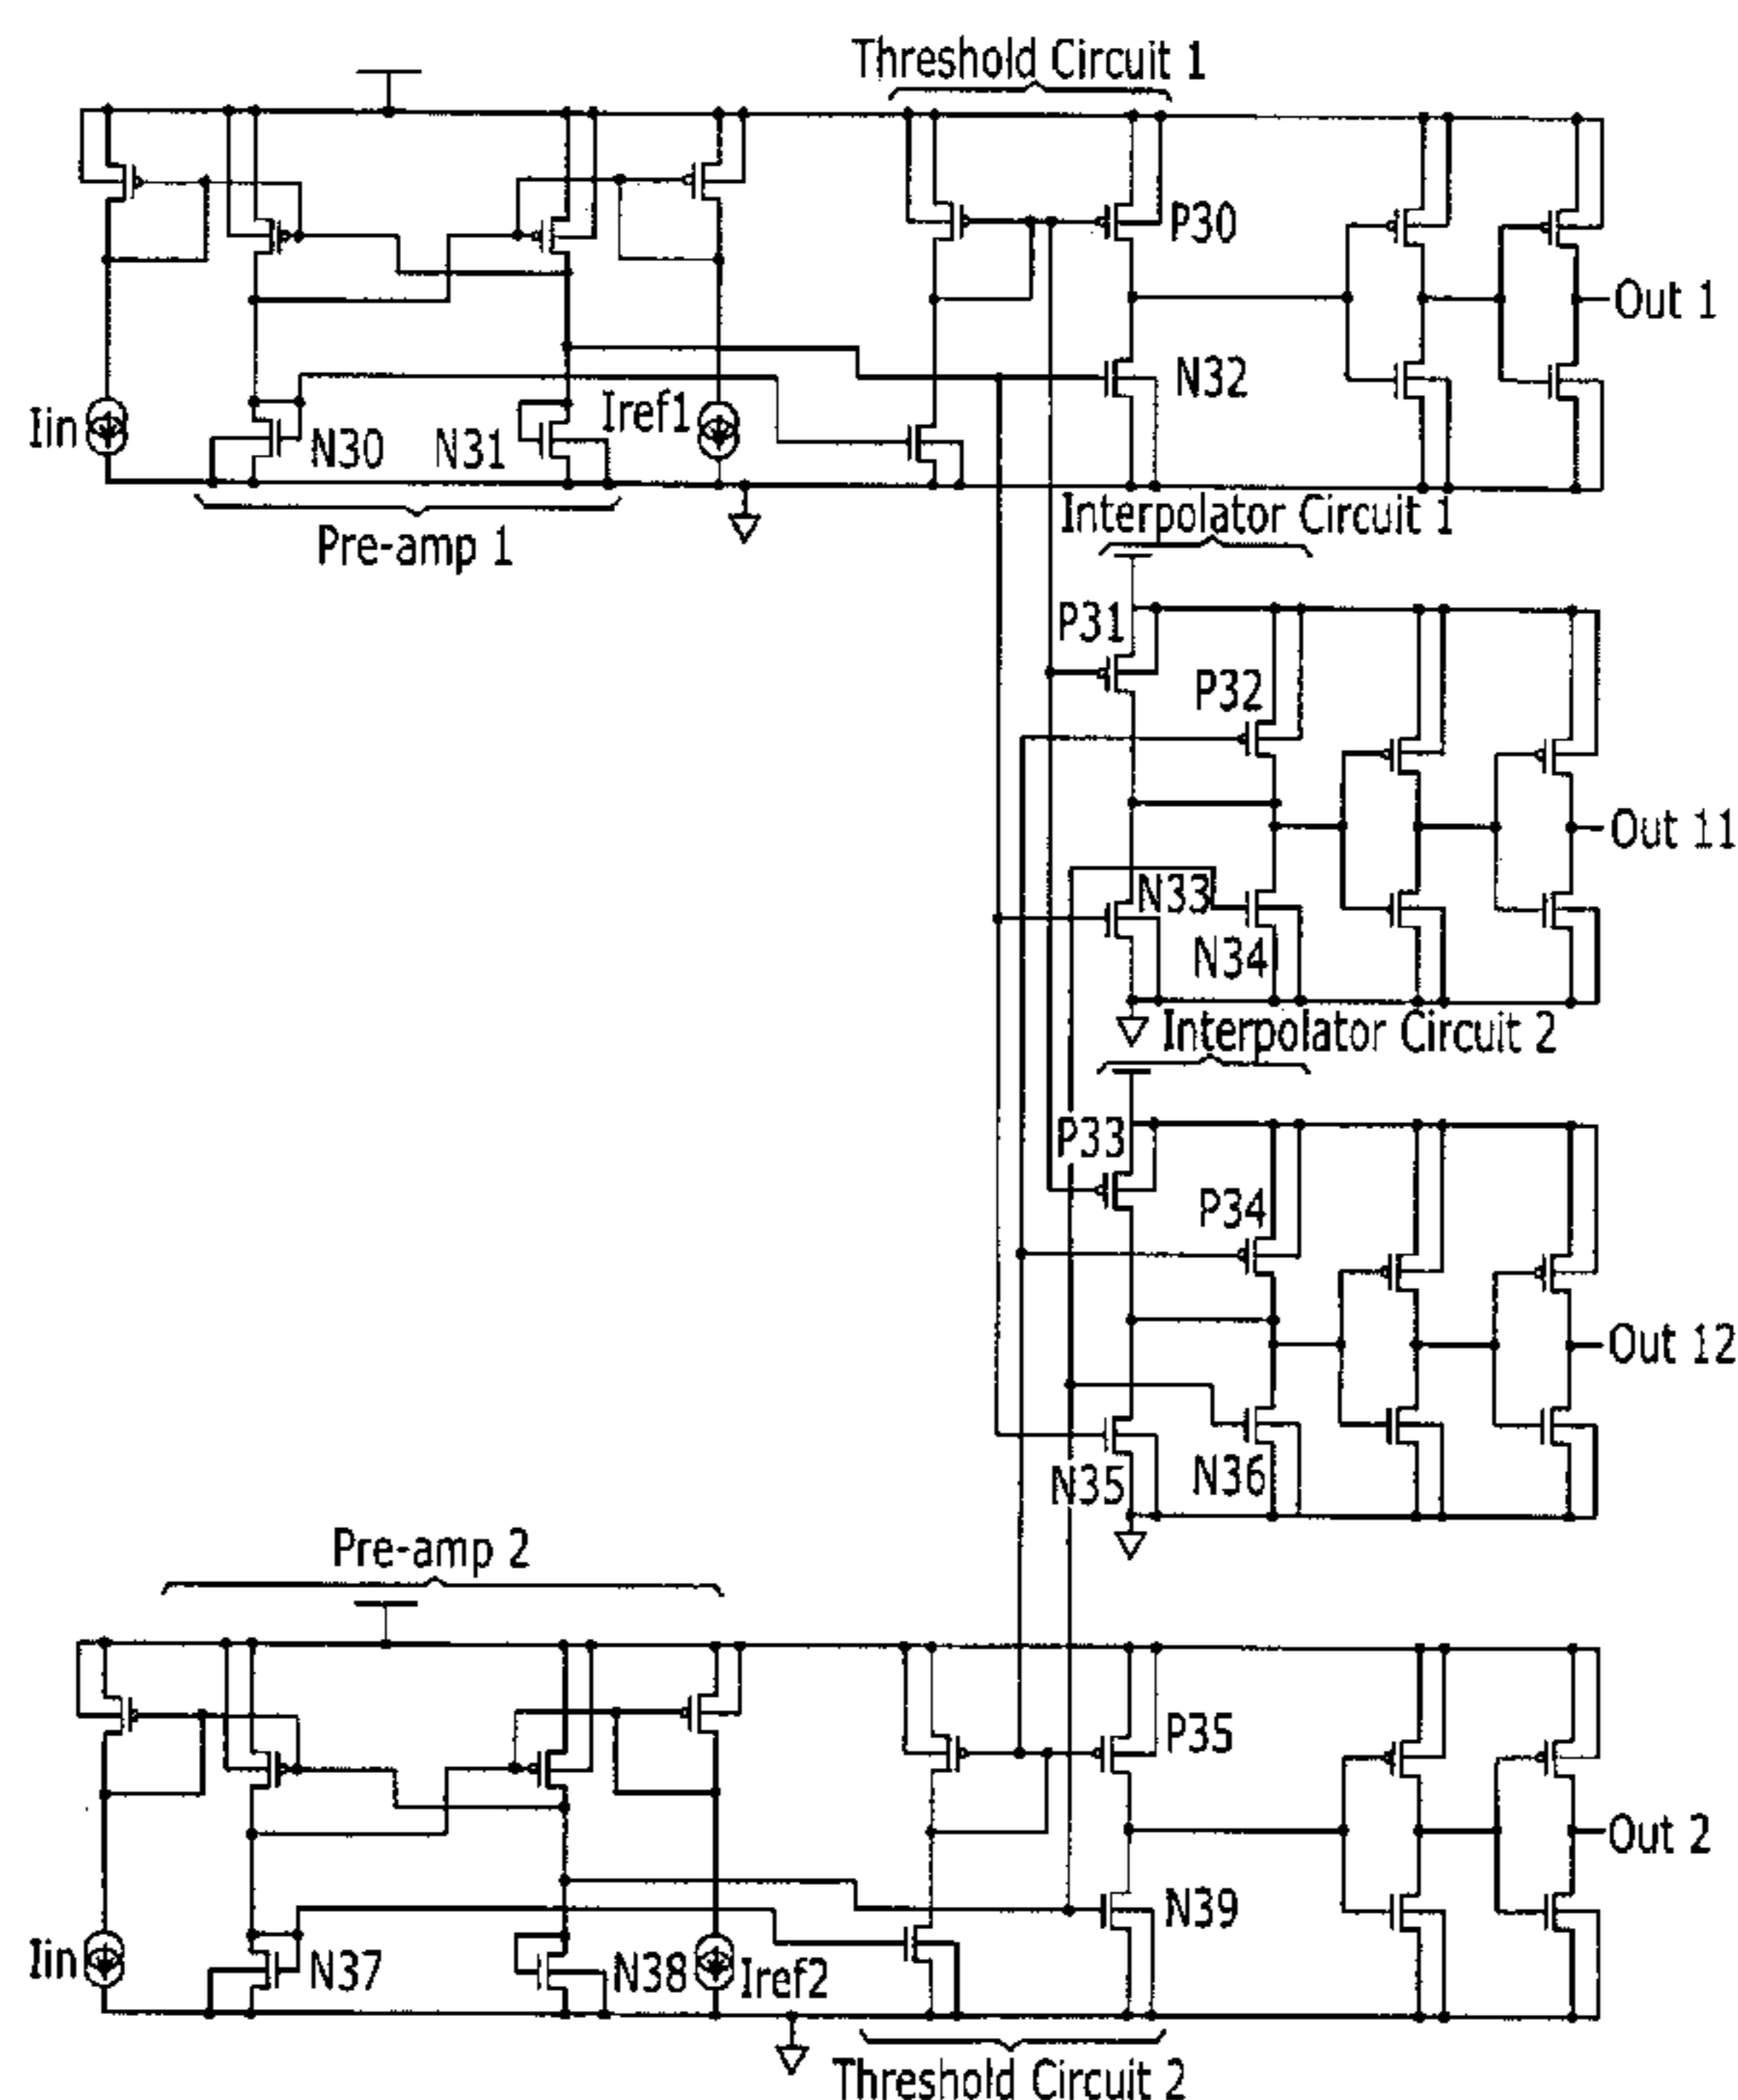 Threshold Circuit 1
P30
Out 1
N32
Iin
N30
N31
Iref1
Pre-amp 1
Interpolator Circuit 1
P31
P32
Out 11
N33
N34
Interpolator Circuit 2
P33
P34
Out 12
N35
N36
Pre-amp 2
P35
Out 2
N39
Iin
N37
N38
Iref2
Threshold Circuit 2